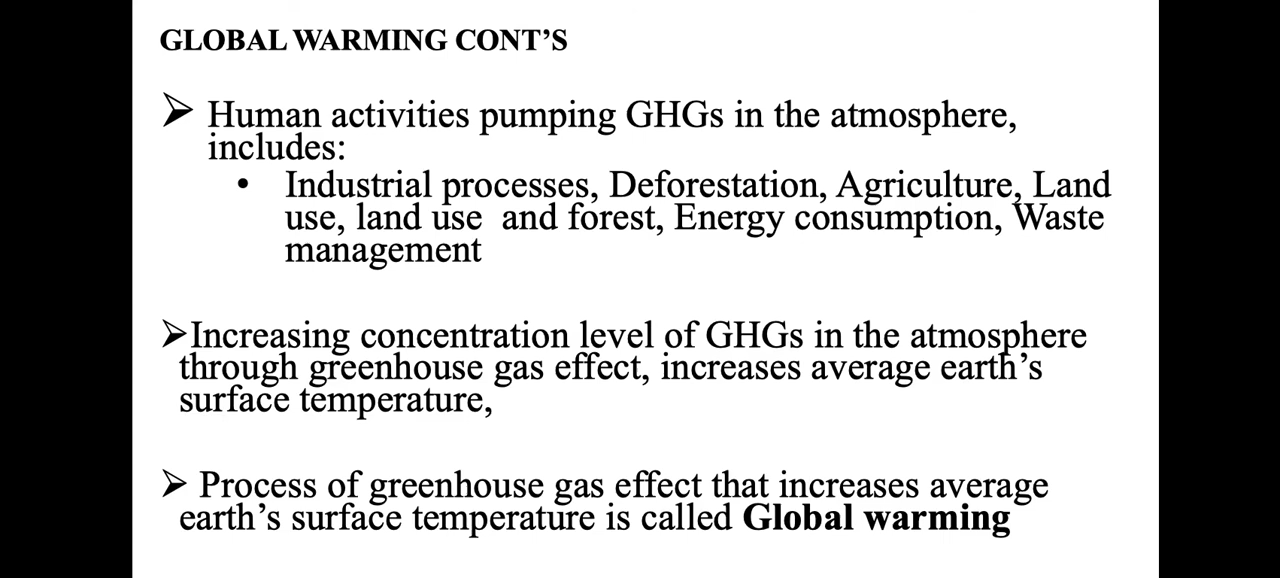 GLOBAL WARMING CONT'S
➢ Human activities pumping GHGs in the atmosphere,
includes:
• Industrial processes, Deforestation, Agriculture, Land
use, land use  and forest, Energy consumption, Waste
management
➢Increasing concentration level of GHGs in the atmosphere
through greenhouse gas effect, increases average earth's
surface temperature,
➢ Process of greenhouse gas effect that increases average
earth's surface temperature is called Global warming